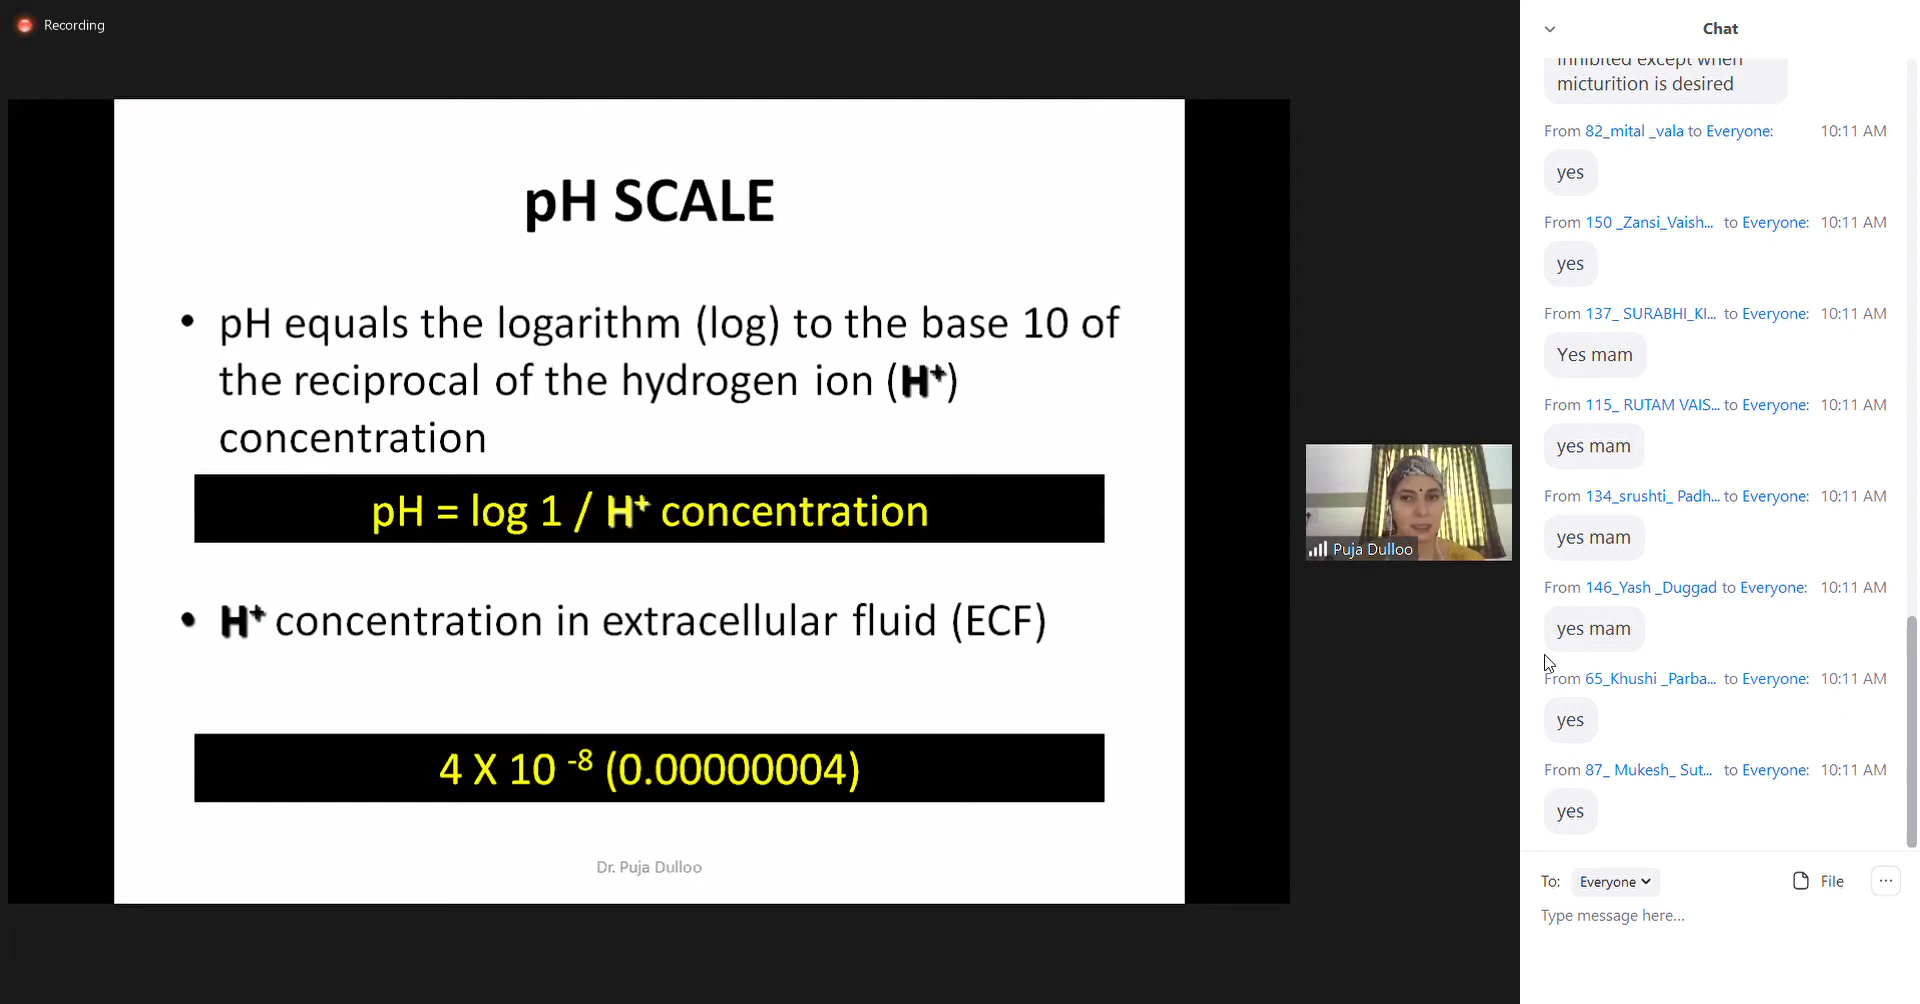 Recording
pH SCALE
• pH equals the logarithm (log) to the base 10 of
the reciprocal of the hydrogen ion (H⁺)
concentration
pH = log 1 / H⁺ concentration
• H⁺ concentration in extracellular fluid (ECF)
4 X 10 ⁻⁸ (0.00000004)
Dr. Puja Dulloo
Puja Dulloo
Chat
inhibited except when
micturition is desired
From 82_mital _vala to Everyone: 10:11 AM
yes
From 150 _Zansi_Vaish... to Everyone: 10:11 AM
yes
From 137_ SURABHI_KI... to Everyone: 10:11 AM
Yes mam
From 115_ RUTAM VAIS... to Everyone: 10:11 AM
yes mam
From 134_srushti_ Padh... to Everyone: 10:11 AM
yes mam
From 146_Yash _Duggad to Everyone: 10:11 AM
yes mam
From 65_Khushi _Parba... to Everyone: 10:11 AM
yes
From 87_ Mukesh_ Sut... to Everyone: 10:11 AM
yes
To: Everyone File ...
Type message here...